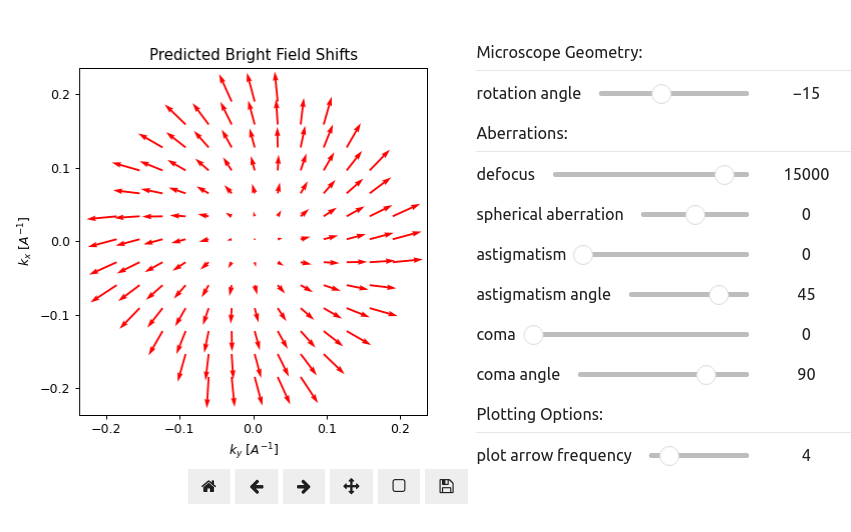 Predicted Bright Field Shifts
0.2
0.1
0.0
−0.1
−0.2
kₓ [A⁻¹]
−0.2 −0.1 0.0 0.1 0.2
k_y [A⁻¹]
Microscope Geometry:
rotation angle −15
Aberrations:
defocus 15000
spherical aberration 0
astigmatism 0
astigmatism angle 45
coma 0
coma angle 90
Plotting Options:
plot arrow frequency 4